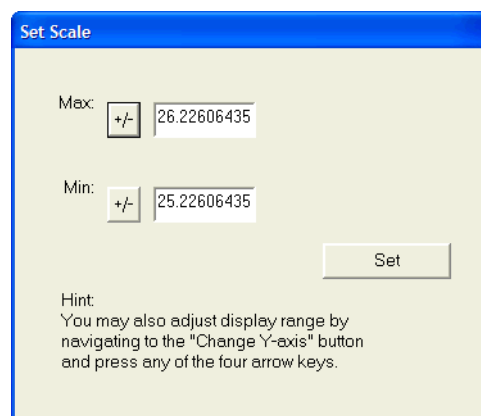 Set Scale
Max: +/- 26.22606435
Min: +/- 25.22606435
Set
Hint:
You may also adjust display range by
navigating to the "Change Y-axis" button
and press any of the four arrow keys.